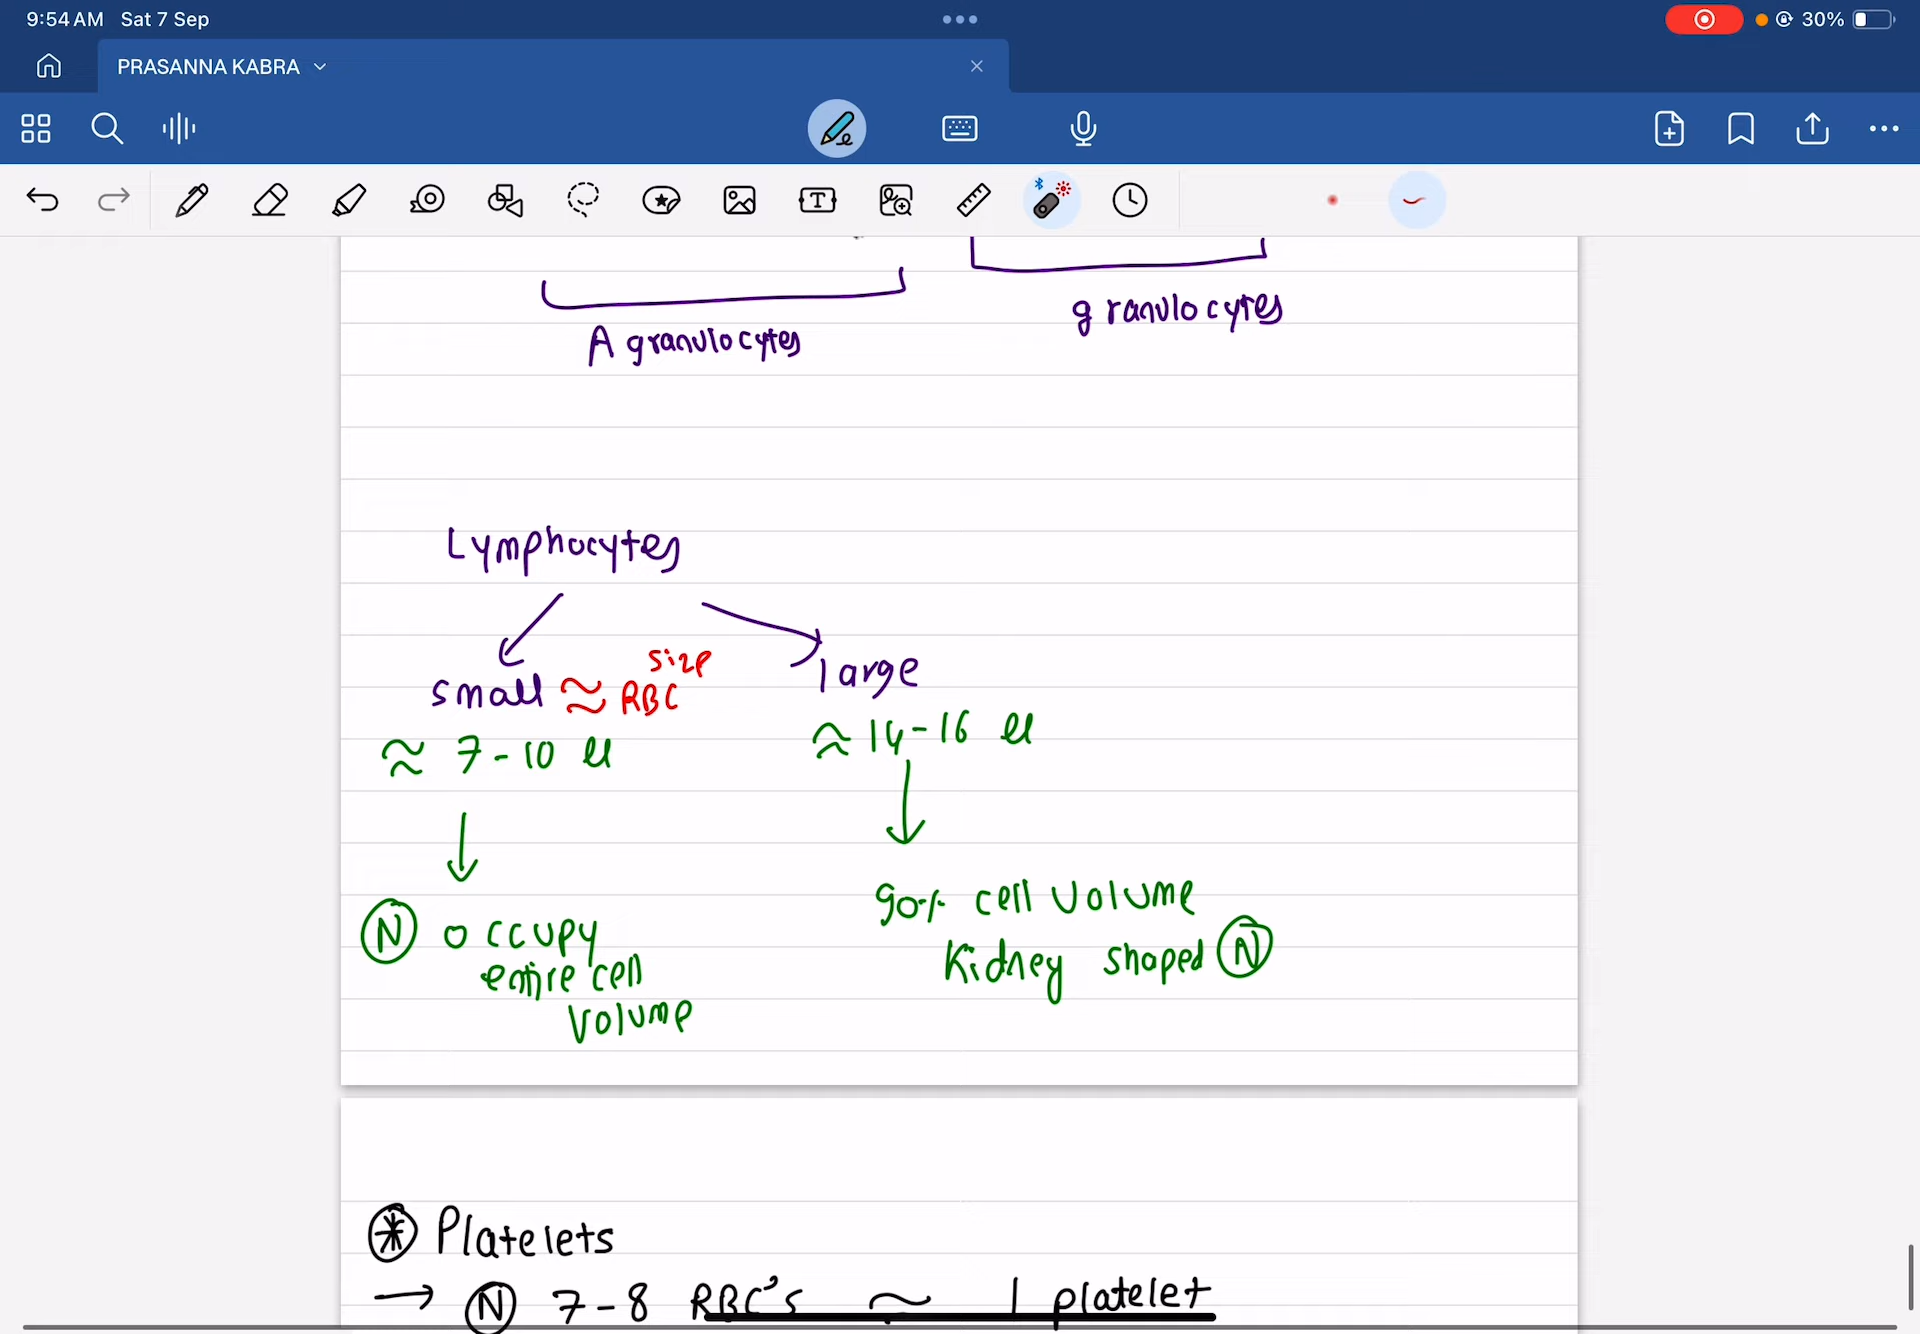 9:54 AM Sat 7 Sep
30%
PRASANNA KABRA
A granulocytes
granulocytes
Lymphocytes
small ≈ RBC size
large
≈ 7-10 μ
≈ 14-16 μ
N occupy
entire cell
volume
90% cell volume
kidney shaped N
* Platelets
→ N 7-8 RBC's ≈ 1 platelet